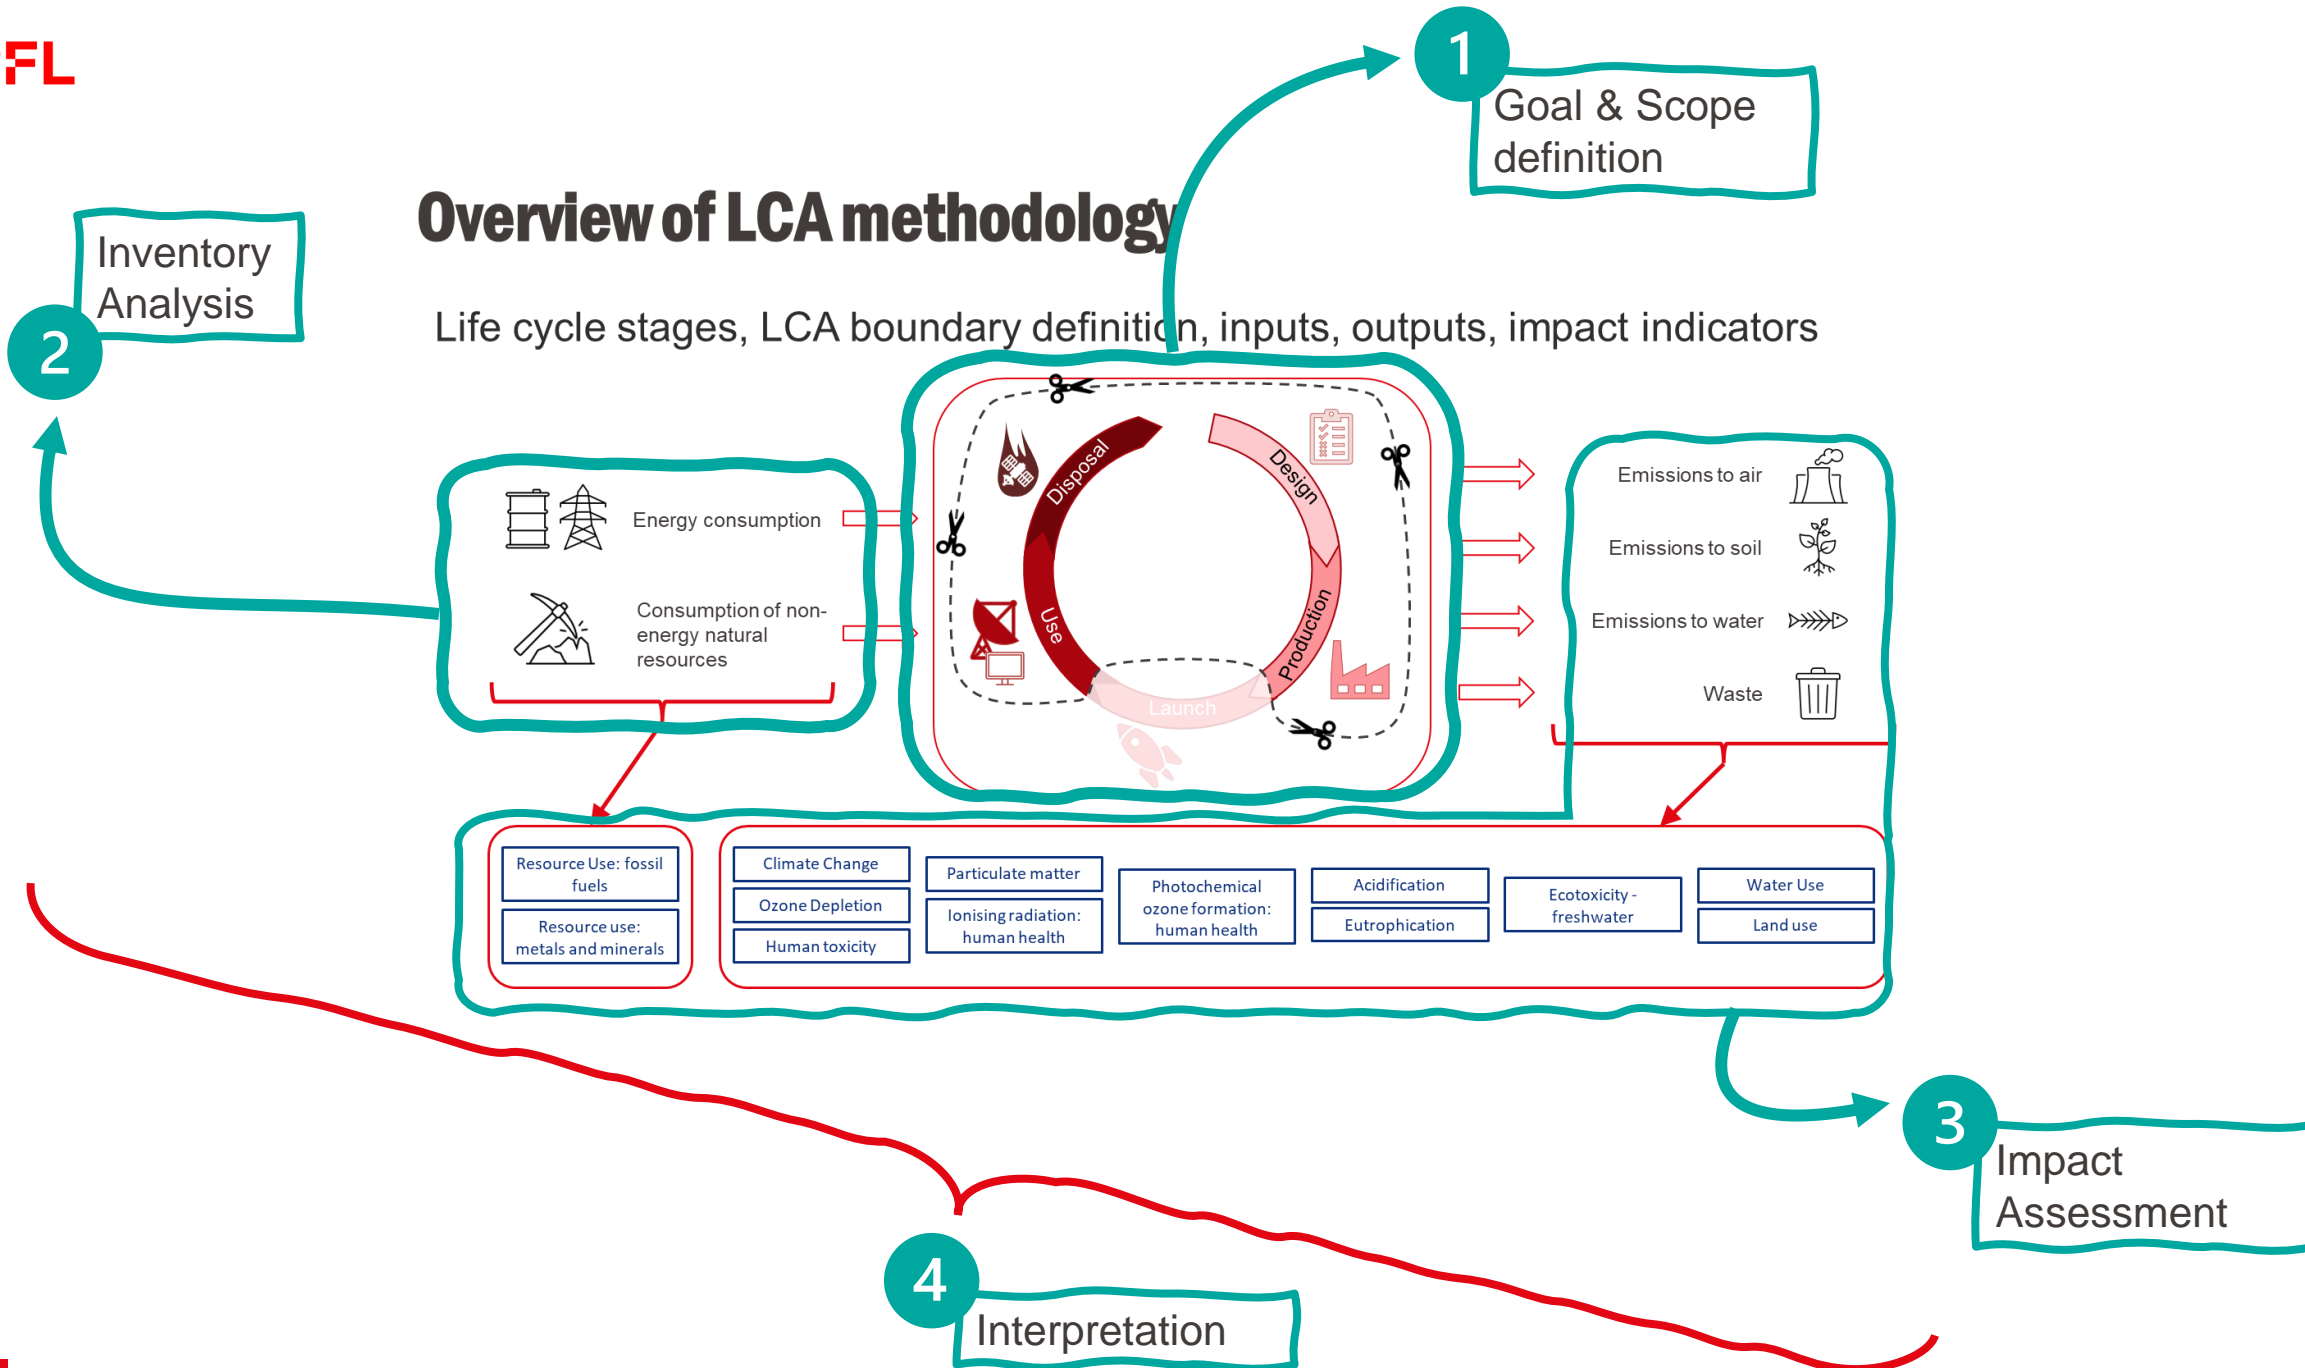 FL
1
Goal & Scope
definition
Overview of LCA methodology
Inventory
Analysis
2
Life cycle stages, LCA boundary definition, inputs, outputs, impact indicators
Energy consumption
Consumption of non-
energy natural
resources
Disposal
Design
Use
Production
Launch
Emissions to air
Emissions to soil
Emissions to water
Waste
Resource Use: fossil
fuels
Resource use:
metals and minerals
Climate Change
Ozone Depletion
Human toxicity
Particulate matter
Ionising radiation:
human health
Photochemical
ozone formation:
human health
Acidification
Eutrophication
Ecotoxicity -
freshwater
Water Use
Land use
3
Impact
Assessment
4
Interpretation